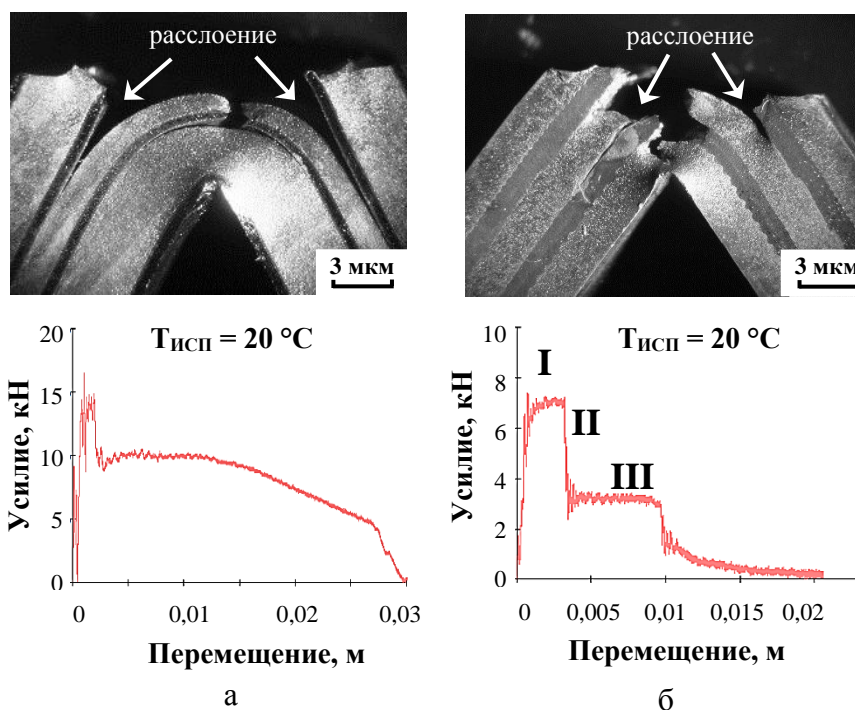 расслоение
3 мкм
расслоение
3 мкм
Усилие, кН
20
15
10
5
0
TИСП = 20 °C
0
0,01
0,02
0,03
Перемещение, м
а
Усилие, кН
10
8
6
4
2
0
TИСП = 20 °C
I
II
III
0
0,005
0,01
0,015
0,02
Перемещение, м
б